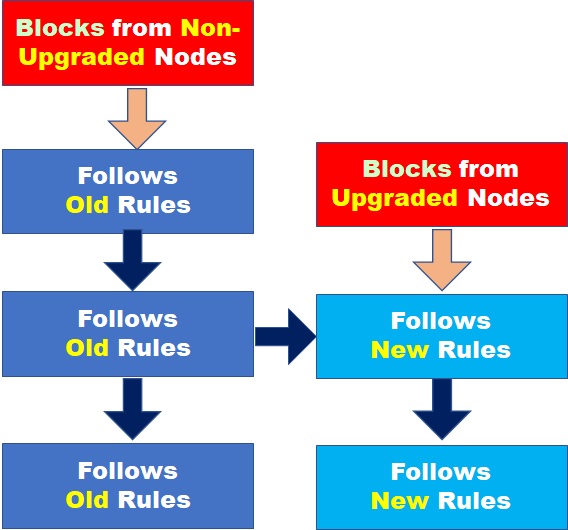 Blocks from Non-
Upgraded Nodes
Follows
Old Rules
Blocks from
Upgraded Nodes
Follows
Old Rules
Follows
New Rules
Follows
Old Rules
Follows
New Rules